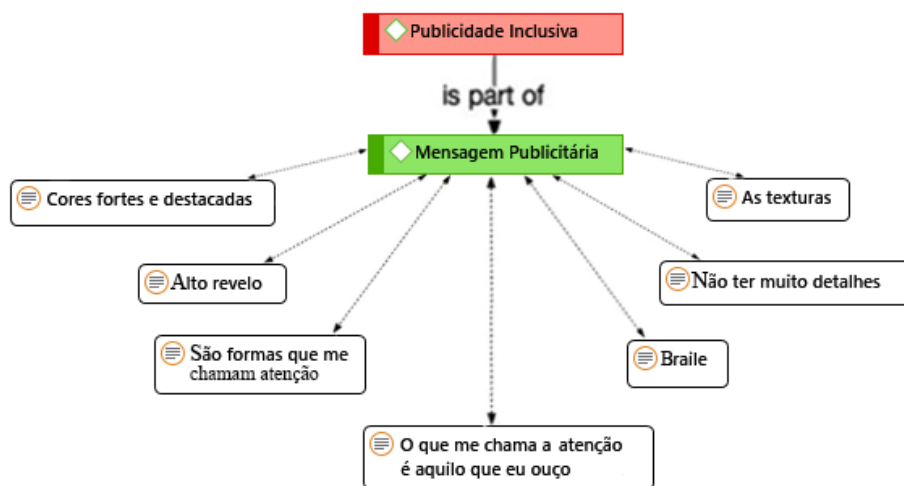 Publicidade Inclusiva
is part of
Mensagem Publicitária
Cores fortes e destacadas
As texturas
Alto revelo
Não ter muito detalhes
São formas que me
chamam atenção
Braile
O que me chama a atenção
é aquilo que eu ouço